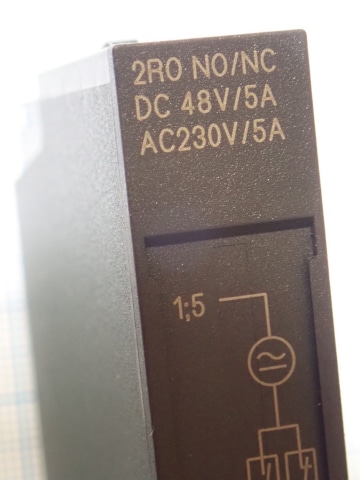 2RO NO/NC
DC 48V/5A
AC230V/5A
1;5